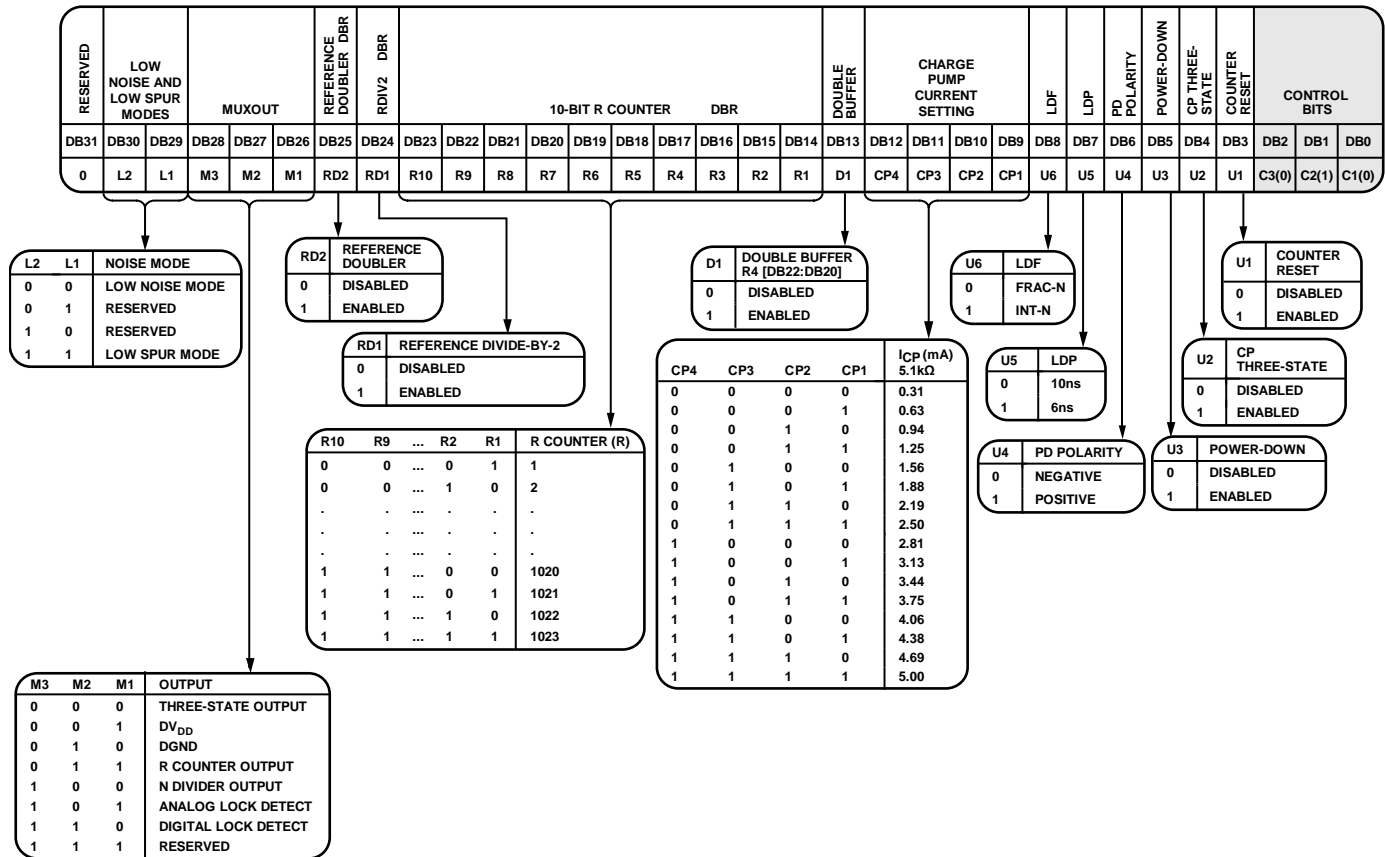 RESERVED
LOW NOISE AND LOW SPUR MODES
MUXOUT
REFERENCE DOUBLER DBR
RDIV2 DBR
10-BIT R COUNTER DBR
DOUBLE BUFFER
CHARGE PUMP CURRENT SETTING
LDF
LDP
PD POLARITY
POWER-DOWN
CP THREE-STATE
COUNTER RESET
CONTROL BITS
DB31 DB30 DB29 DB28 DB27 DB26 DB25 DB24 DB23 DB22 DB21 DB20 DB19 DB18 DB17 DB16 DB15 DB14 DB13 DB12 DB11 DB10 DB9 DB8 DB7 DB6 DB5 DB4 DB3 DB2 DB1 DB0
0 L2 L1 M3 M2 M1 RD2 RD1 R10 R9 R8 R7 R6 R5 R4 R3 R2 R1 D1 CP4 CP3 CP2 CP1 U6 U5 U4 U3 U2 U1 C3(0) C2(1) C1(0)
L2 L1 NOISE MODE
0 0 LOW NOISE MODE
0 1 RESERVED
1 0 RESERVED
1 1 LOW SPUR MODE
RD2 REFERENCE DOUBLER
0 DISABLED
1 ENABLED
RD1 REFERENCE DIVIDE-BY-2
0 DISABLED
1 ENABLED
R10 R9 ... R2 R1 R COUNTER (R)
0 0 ... 0 1 1
0 0 ... 1 0 2
. . ... . . .
. . ... . . .
. . ... . . .
1 1 ... 0 0 1020
1 1 ... 0 1 1021
1 1 ... 1 0 1022
1 1 ... 1 1 1023
D1 DOUBLE BUFFER R4 [DB22:DB20]
0 DISABLED
1 ENABLED
CP4 CP3 CP2 CP1 ICP (mA) 5.1kΩ
0 0 0 0 0.31
0 0 0 1 0.63
0 0 1 0 0.94
0 0 1 1 1.25
0 1 0 0 1.56
0 1 0 1 1.88
0 1 1 0 2.19
0 1 1 1 2.50
1 0 0 0 2.81
1 0 0 1 3.13
1 0 1 0 3.44
1 0 1 1 3.75
1 1 0 0 4.06
1 1 0 1 4.38
1 1 1 0 4.69
1 1 1 1 5.00
U6 LDF
0 FRAC-N
1 INT-N
U5 LDP
0 10ns
1 6ns
U4 PD POLARITY
0 NEGATIVE
1 POSITIVE
U3 POWER-DOWN
0 DISABLED
1 ENABLED
U2 CP THREE-STATE
0 DISABLED
1 ENABLED
U1 COUNTER RESET
0 DISABLED
1 ENABLED
M3 M2 M1 OUTPUT
0 0 0 THREE-STATE OUTPUT
0 0 1 DVDD
0 1 0 DGND
0 1 1 R COUNTER OUTPUT
1 0 0 N DIVIDER OUTPUT
1 0 1 ANALOG LOCK DETECT
1 1 0 DIGITAL LOCK DETECT
1 1 1 RESERVED